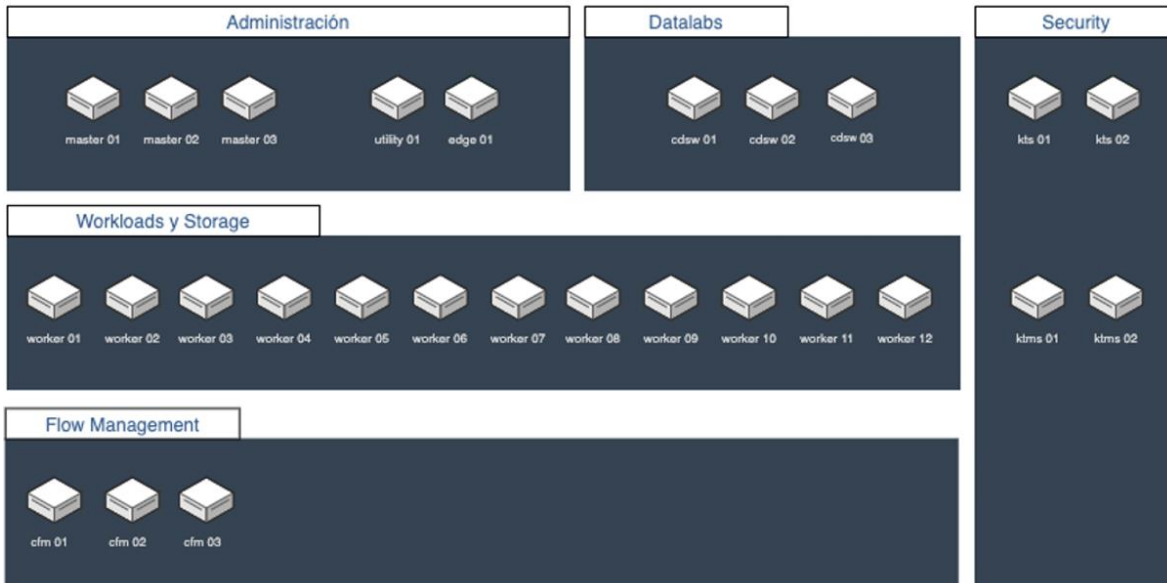 Administración
master 01 master 02 master 03 utility 01 edge 01
Datalabs
cdsw 01 cdsw 02 cdsw 03
Security
kts 01 kts 02
ktms 01 ktms 02
Workloads y Storage
worker 01 worker 02 worker 03 worker 04 worker 05 worker 06 worker 07 worker 08 worker 09 worker 10 worker 11 worker 12
Flow Management
cfm 01 cfm 02 cfm 03